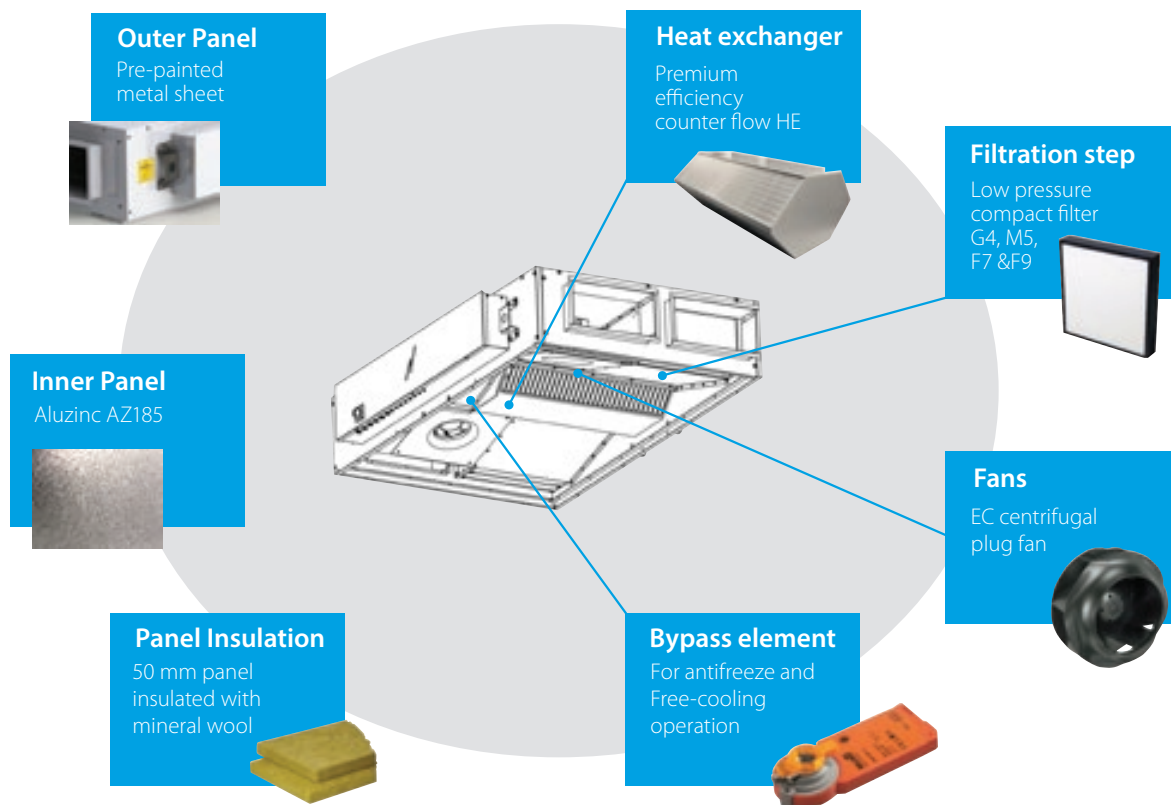 Outer Panel
Pre-painted
metal sheet
Heat exchanger
Premium
efficiency
counter flow HE
Filtration step
Low pressure
compact filter
G4, M5,
F7 &F9
Inner Panel
Aluzinc AZ185
Fans
EC centrifugal
plug fan
Panel Insulation
50 mm panel
insulated with
mineral wool
Bypass element
For antifreeze and
Free-cooling
operation